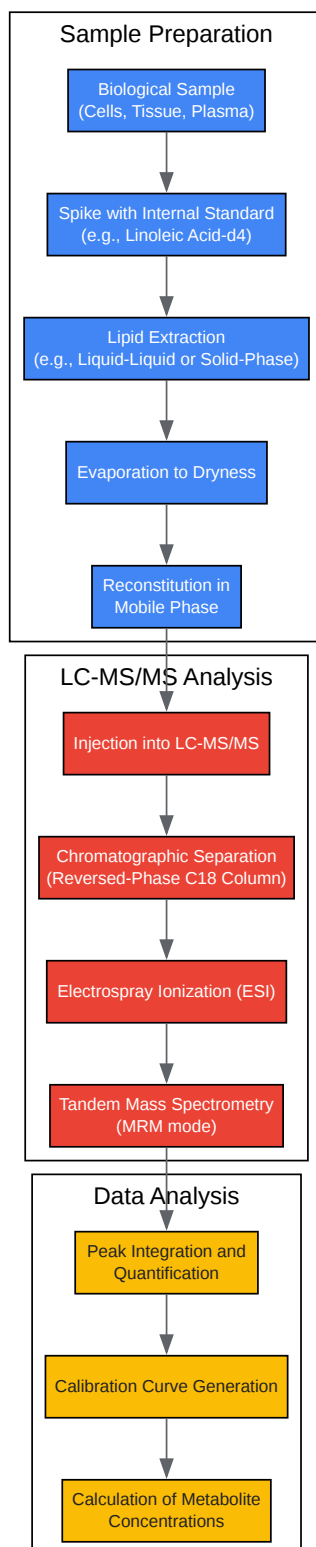 Sample Preparation
Biological Sample
(Cells, Tissue, Plasma)
Spike with Internal Standard
(e.g., Linoleic Acid-d4)
Lipid Extraction
(e.g., Liquid-Liquid or Solid-Phase)
Evaporation to Dryness
Reconstitution in
Mobile Phase
LC-MS/MS Analysis
Injection into LC-MS/MS
Chromatographic Separation
(Reversed-Phase C18 Column)
Electrospray Ionization (ESI)
Tandem Mass Spectrometry
(MRM mode)
Data Analysis
Peak Integration and
Quantification
Calibration Curve Generation
Calculation of Metabolite
Concentrations